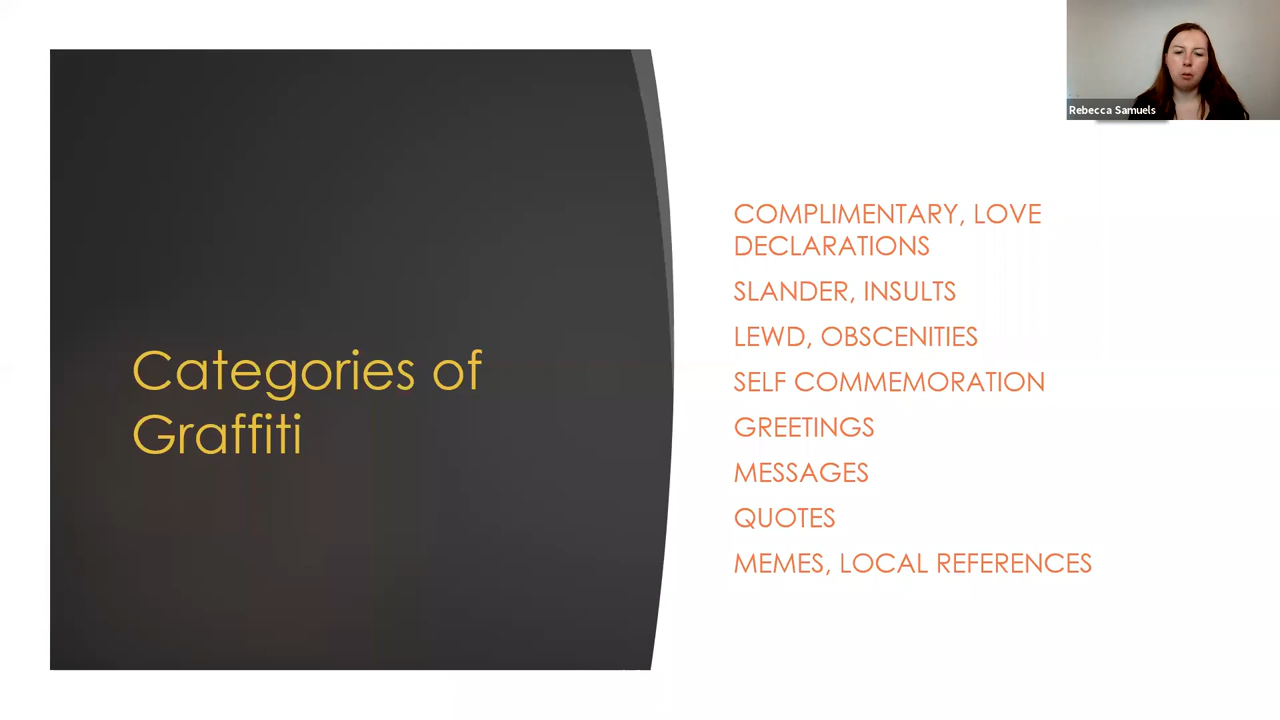 Rebecca Samuels
Categories of
Graffiti
COMPLIMENTARY, LOVE
DECLARATIONS
SLANDER, INSULTS
LEWD, OBSCENITIES
SELF COMMEMORATION
GREETINGS
MESSAGES
QUOTES
MEMES, LOCAL REFERENCES